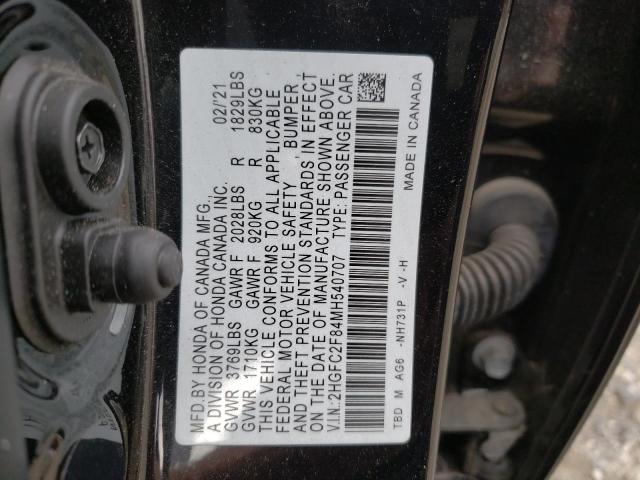 MFD.BY HONDA OF CANADA MFG.,
A DIVISION OF HONDA CANADA INC. 02/'21
GVWR 3769LBS GAWR F 2028LBS R 1829LBS
GVWR 1710KG GAWR F 920KG R 830KG
THIS VEHICLE CONFORMS TO ALL APPLICABLE
FEDERAL MOTOR VEHICLE SAFETY, BUMPER,
AND THEFT PREVENTION STANDARDS IN EFFECT
ON THE DATE OF MANUFACTURE SHOWN ABOVE.
V.I.N.:2HGFC2F84MH540707 TYPE: PASSENGER CAR
TBD M AG6 -NH731P -V -H MADE IN CANADA